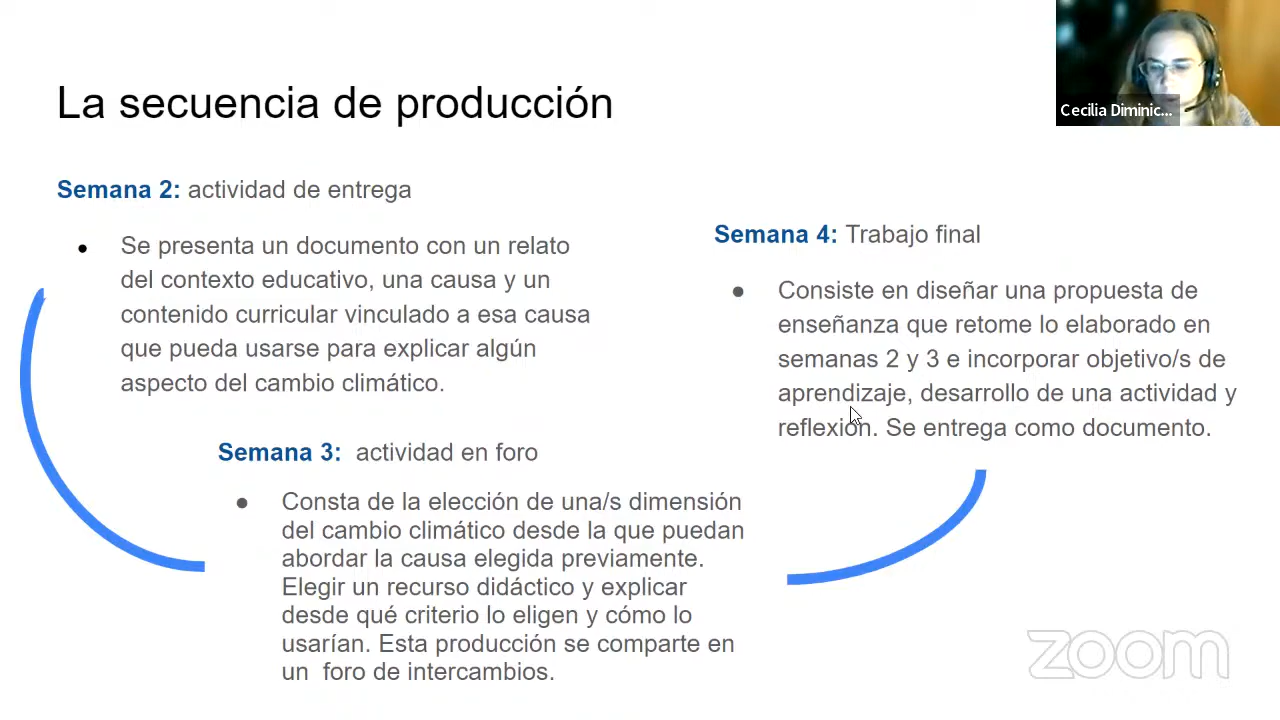 La secuencia de producción
Cecilia Diminic...
Semana 2: actividad de entrega
● Se presenta un documento con un relato
del contexto educativo, una causa y un
contenido curricular vinculado a esa causa
que pueda usarse para explicar algún
aspecto del cambio climático.
Semana 3: actividad en foro
● Consta de la elección de una/s dimensión
del cambio climático desde la que puedan
abordar la causa elegida previamente.
Elegir un recurso didáctico y explicar
desde qué criterio lo eligen y cómo lo
usarían. Esta producción se comparte en
un foro de intercambios.
Semana 4: Trabajo final
● Consiste en diseñar una propuesta de
enseñanza que retome lo elaborado en
semanas 2 y 3 e incorporar objetivo/s de
aprendizaje, desarrollo de una actividad y
reflexión. Se entrega como documento.
zoom